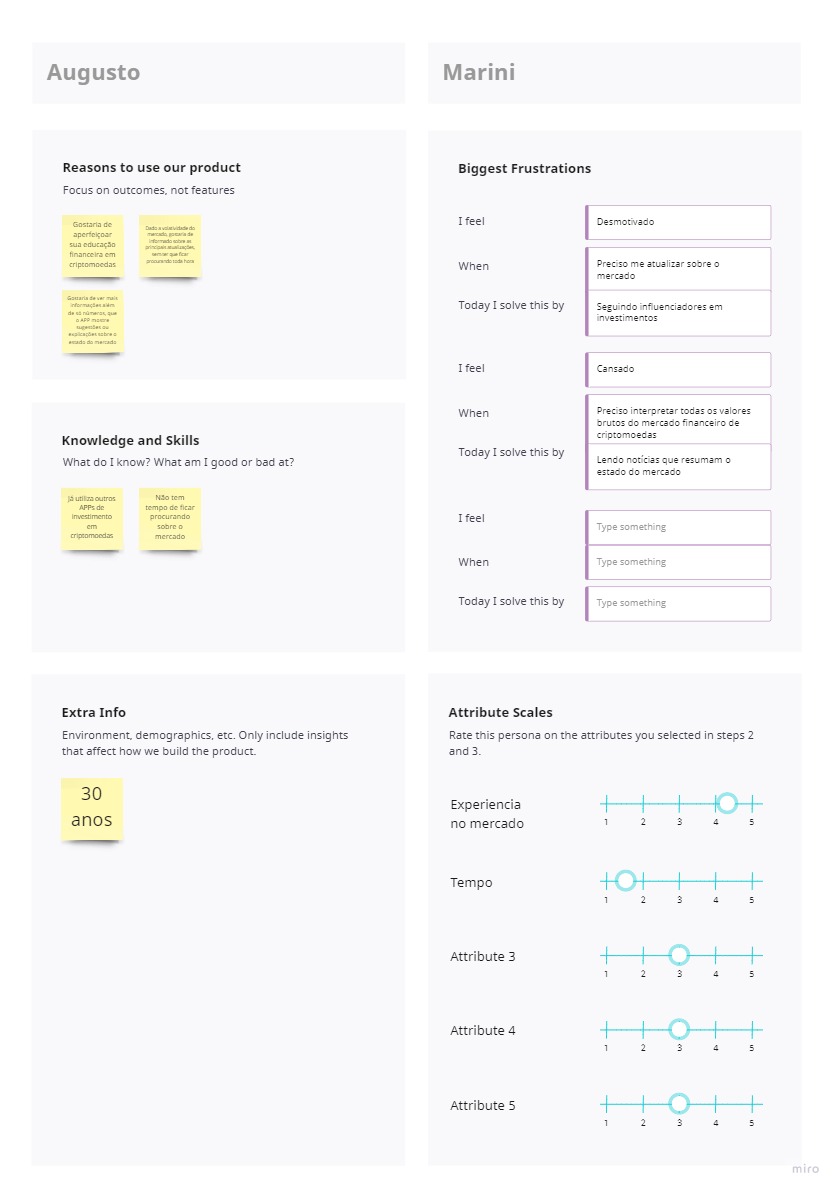 Augusto
Marini
Reasons to use our product
Focus on outcomes, not features
Gostaria de
aperfeiçoar
sua educação
financeira em
criptomoedas
Dado a volatividade do
mercado, gostaria de
informado sobre as
principais atualizações,
sem ter que ficar
procurando toda hora
Gostaria de ver mais
informações além
de só números, que
o APP mostre
sugestões ou
explicações sobre o
estado do mercado
Knowledge and Skills
What do I know? What am I good or bad at?
Já utiliza outros
APPs de
investimento
em
criptomoedas
Não tem
tempo de ficar
procurando
sobre o
mercado
Extra Info
Environment, demographics, etc. Only include insights
that affect how we build the product.
30
anos
Biggest Frustrations
I feel
Desmotivado
When
Preciso me atualizar sobre o
mercado
Today I solve this by
Seguindo influenciadores em
investimentos
I feel
Cansado
When
Preciso interpretar todas os valores
brutos do mercado financeiro de
criptomoedas
Today I solve this by
Lendo notícias que resumam o
estado do mercado
I feel
Type something
When
Type something
Today I solve this by
Type something
Attribute Scales
Rate this persona on the attributes you selected in steps 2
and 3.
Experiencia
no mercado
1 2 3 4 5
Tempo
1 2 3 4 5
Attribute 3
1 2 3 4 5
Attribute 4
1 2 3 4 5
Attribute 5
1 2 3 4 5
miro